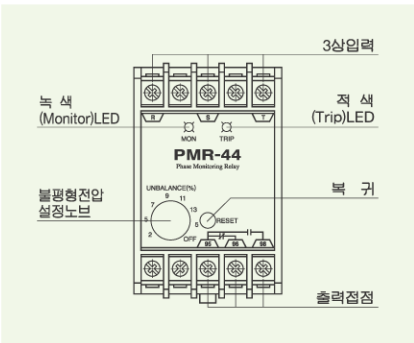 3상입력
녹 색
(Monitor)LED
적 색
(Trip)LED
R S T
MON TRIP
PMR-44
Phase Monitoring Relay
UNBALANCE(%)
불평형전압
설정노브
2 5 7 9 11 13
OFF
RESET
복 귀
95 96 98
출력접점